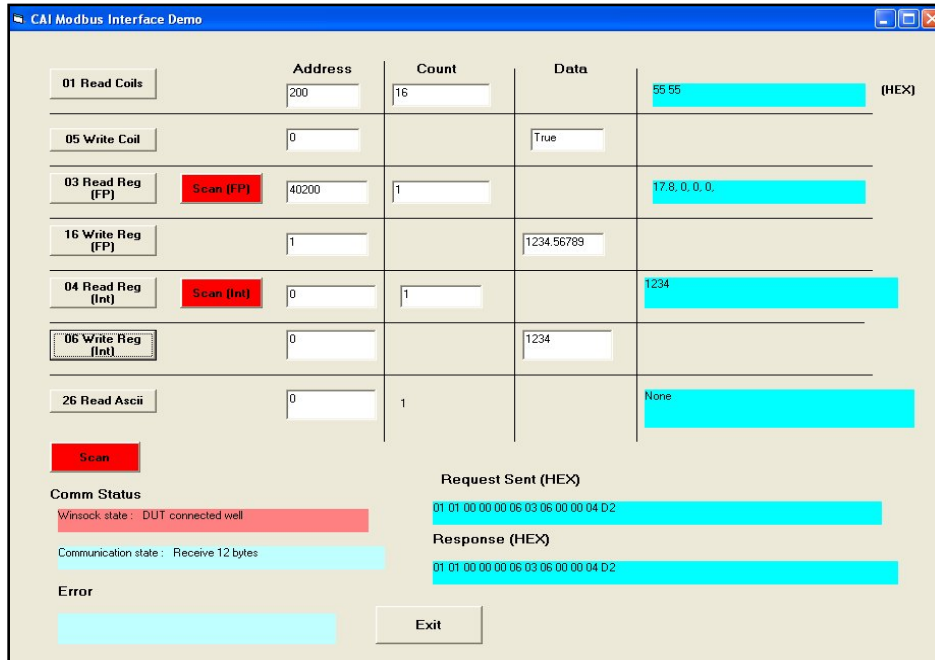 CAI Modbus Interface Demo
Address Count Data
01 Read Coils 200 16 55 55 (HEX)
05 Write Coil 0 True
03 Read Reg
(FP) Scan (FP) 40200 1 17.8, 0, 0, 0,
16 Write Reg
(FP) 1 1234.56789
04 Read Reg
(Int) Scan (Int) 0 1 1234
06 Write Reg
(Int) 0 1234
26 Read Ascii 0 1 None
Scan
Request Sent (HEX)
Comm Status
01 01 00 00 00 06 03 06 00 00 04 D2
Winsock state : DUT connected well
Response (HEX)
Communication state : Receive 12 bytes
01 01 00 00 00 06 03 06 00 00 04 D2
Error
Exit